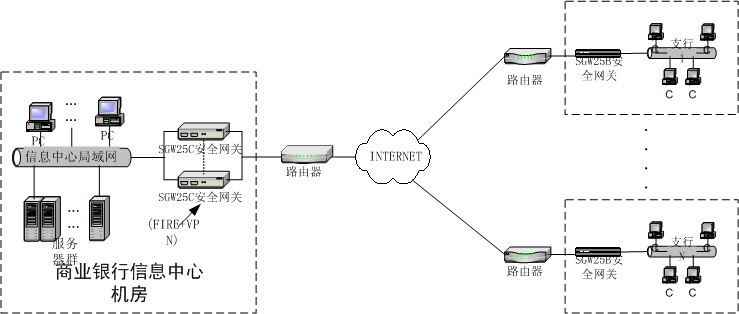 ...
PC
...
PC
信息中心局域网
...
...
服务
器群
SGW25C安全网关
SGW25C安全网关
(FIRE+VP
N)
商业银行信息中心
机房
路由器
INTERNET
路由器
SGW25B安
全网关
支行
1
C
C
路由器
SGW25B安
全网关
支行
N
C
C